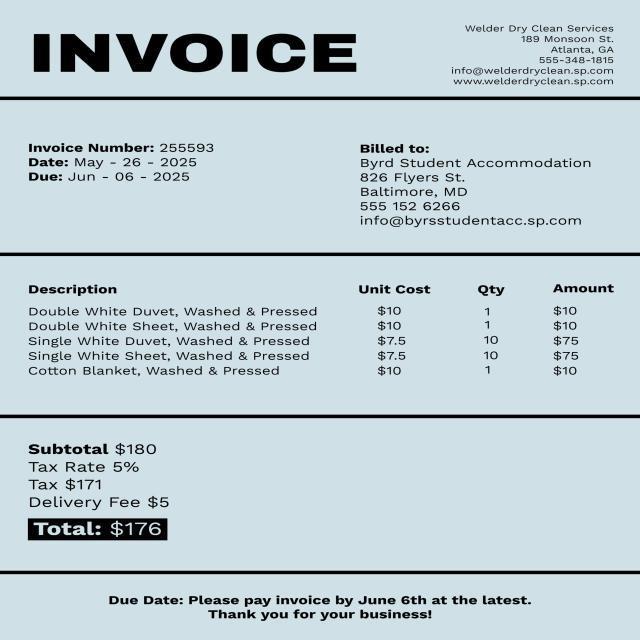 INVOICE
Welder Dry Clean Services
189 Monsoon St.
Atlanta, GA
555-348-1815
info@welderdryclean.sp.com
www.welderdryclean.sp.com
Invoice Number: 255593
Date: May - 26 - 2025
Due: Jun - 06 - 2025
Billed to:
Byrd Student Accommodation
826 Flyers St.
Baltimore, MD
555 152 6266
info@byrsstudentacc.sp.com
Description Unit Cost Qty Amount
Double White Duvet, Washed & Pressed $10 1 $10
Double White Sheet, Washed & Pressed $10 1 $10
Single White Duvet, Washed & Pressed $7.5 10 $75
Single White Sheet, Washed & Pressed $7.5 10 $75
Cotton Blanket, Washed & Pressed $10 1 $10
Subtotal $180
Tax Rate 5%
Tax $171
Delivery Fee $5
Total: $176
Due Date: Please pay invoice by June 6th at the latest.
Thank you for your business!